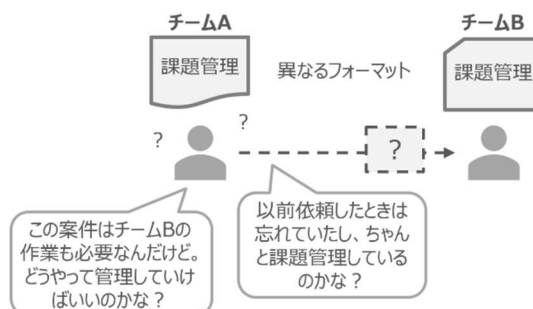 チームA
チームB
課題管理
異なるフォーマット
課題管理
?
?
?
この案件はチームBの
作業も必要なんだけど。
どうやって管理していけ
ばいいのかな？
以前依頼したときは
忘れていたし、ちゃん
と課題管理している
のかな？